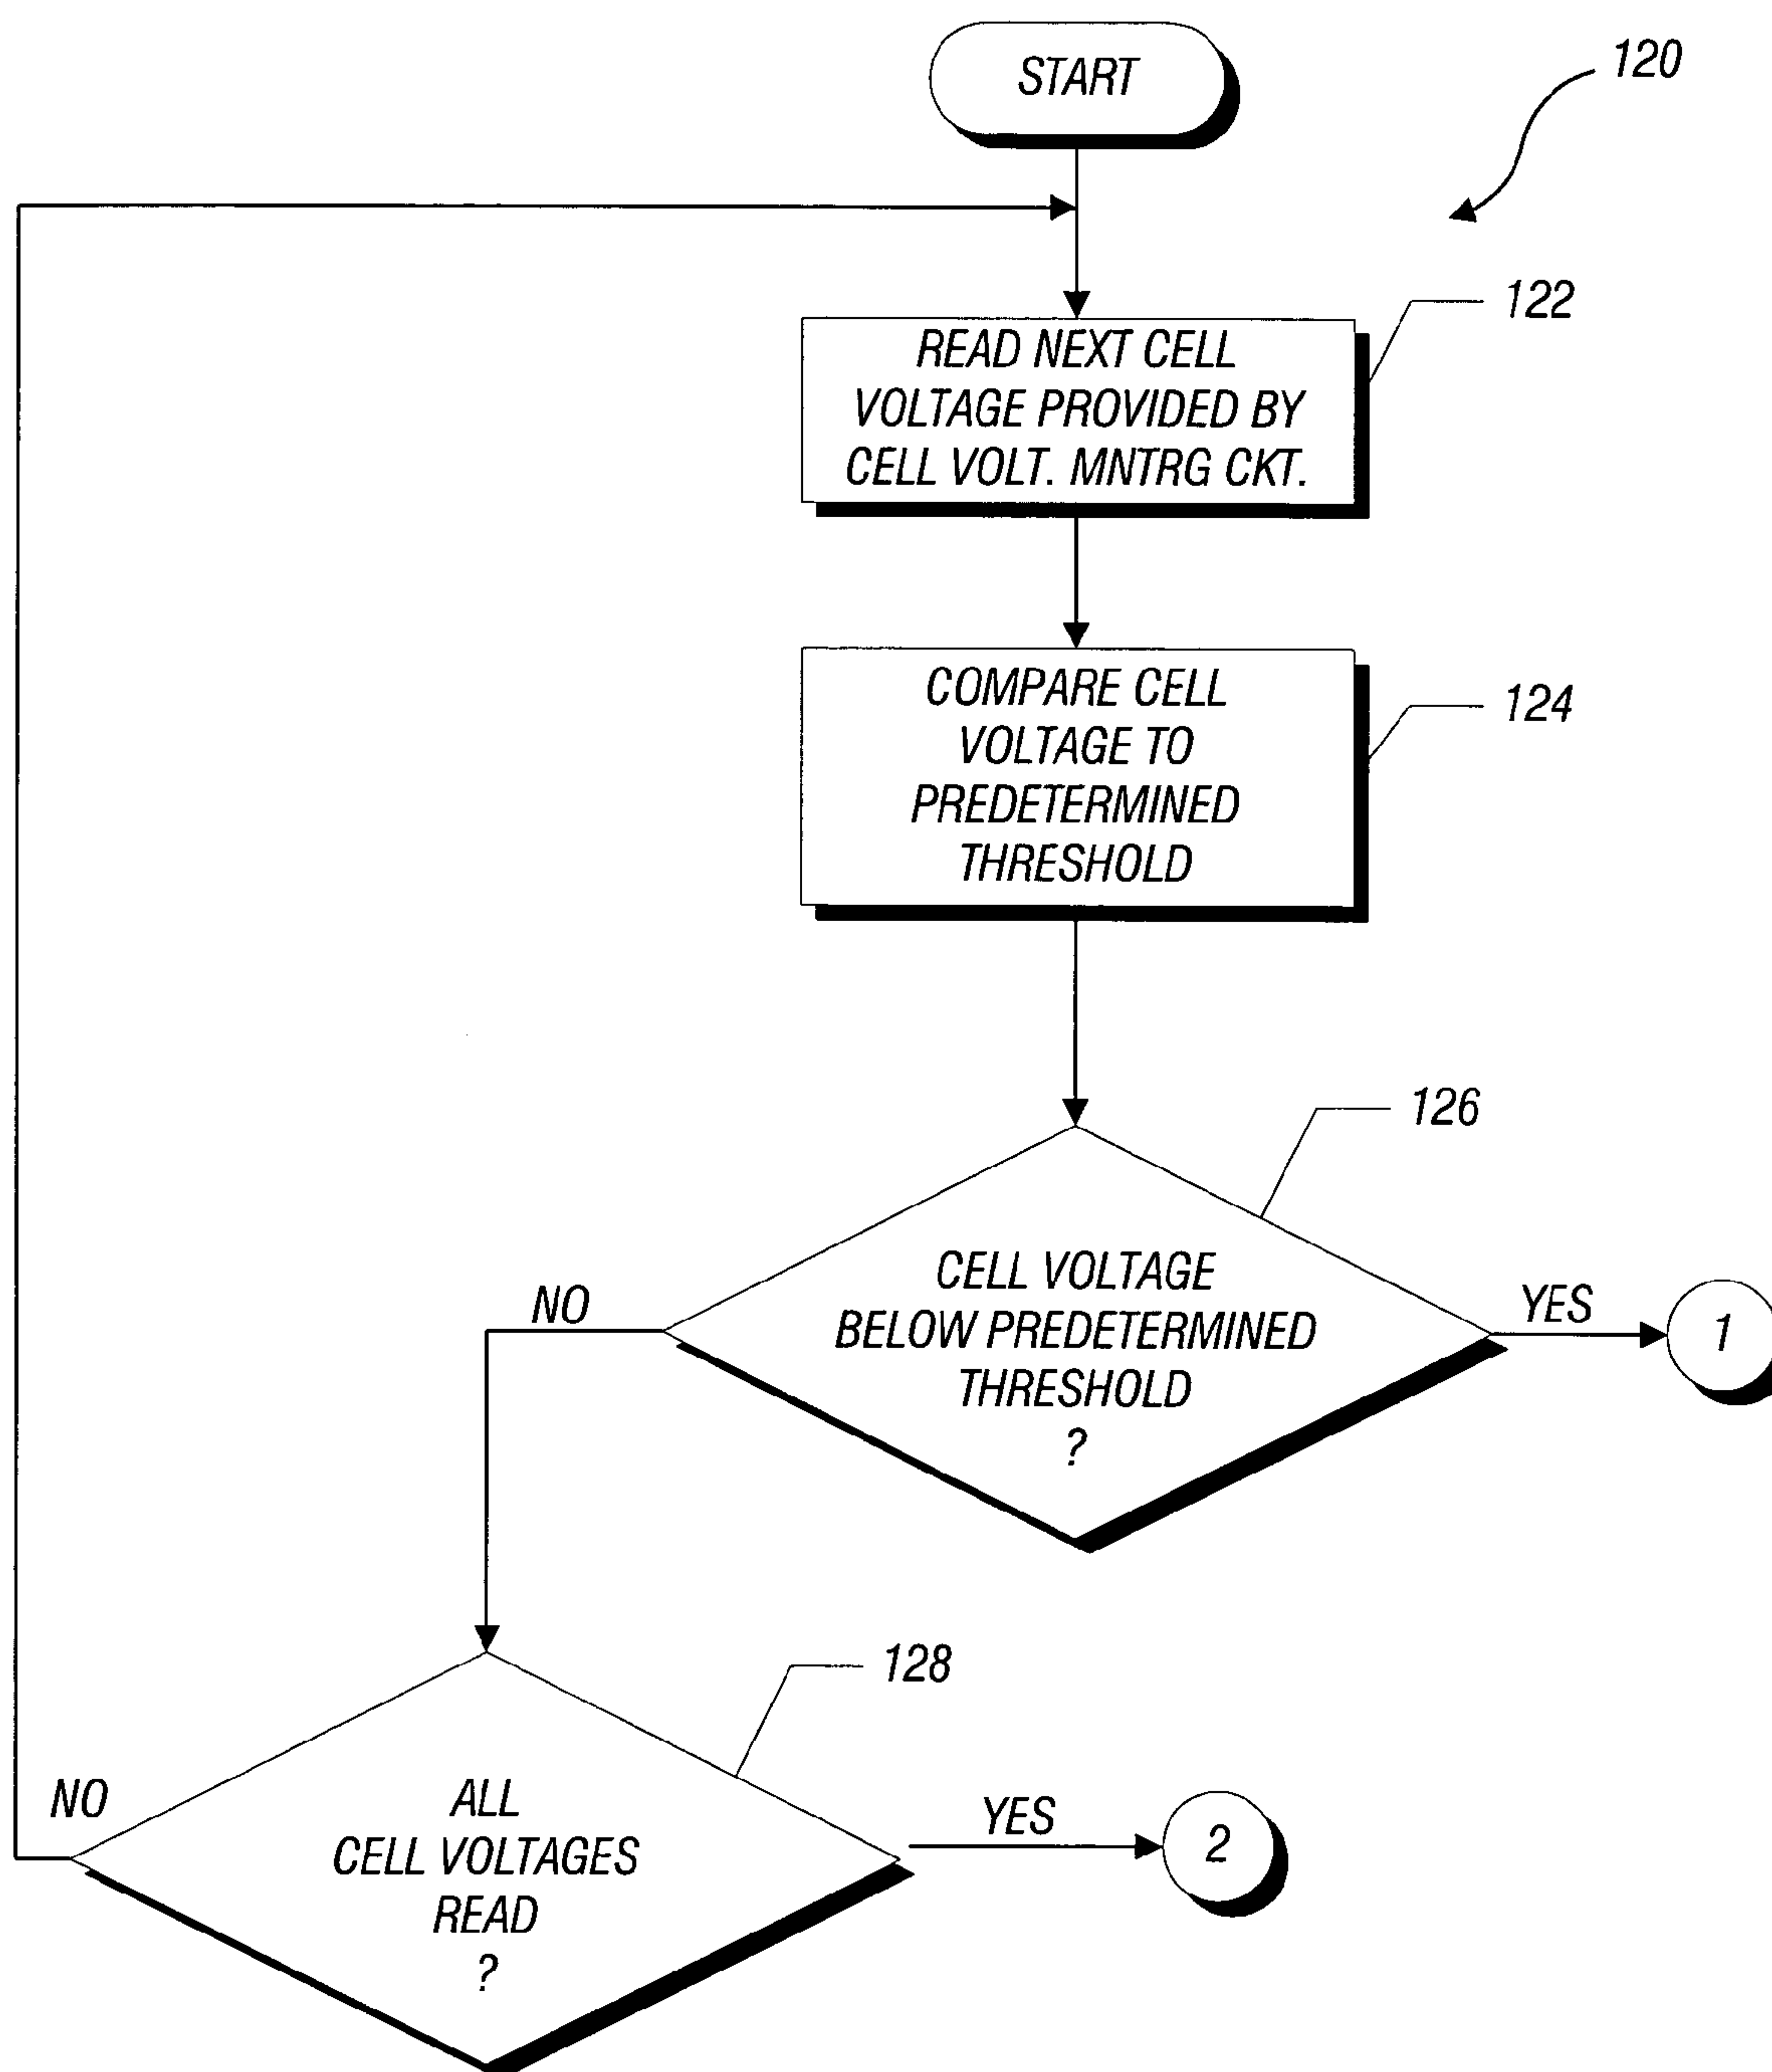 START
120
READ NEXT CELL
VOLTAGE PROVIDED BY
CELL VOLT. MNTRG CKT.
122
COMPARE CELL
VOLTAGE TO
PREDETERMINED
THRESHOLD
124
126
CELL VOLTAGE
BELOW PREDETERMINED
THRESHOLD
?
NO
YES
1
128
ALL
CELL VOLTAGES
READ
?
NO
YES
2